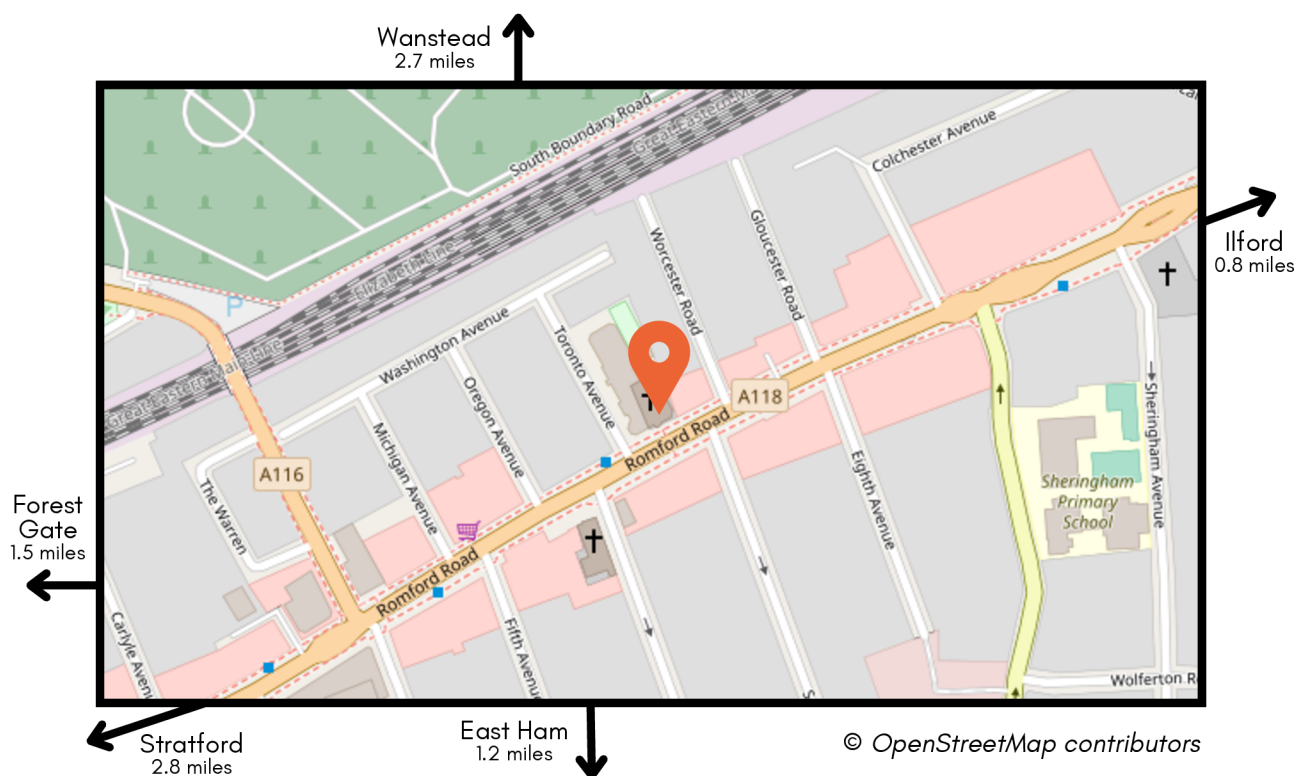 Wanstead
2.7 miles
South Boundary Road
Great Eastern Ma
Colchester Avenue
Elizabeth Line
Worcester Road
Gloucester Road
Ilford
0.8 miles
P
Washington Avenue
Toronto Avenue
Great Eastern Main Line
Oregon Avenue
A118
Romford Road
Michigan Avenue
Sheringham Avenue
A116
The Warren
Eighth Avenue
Sheringham
Primary
School
Forest
Gate
1.5 miles
Romford Road
Carlyle Avenu
Fifth Avenue
S
Wolferton R
Stratford
2.8 miles
East Ham
1.2 miles
© OpenStreetMap contributors